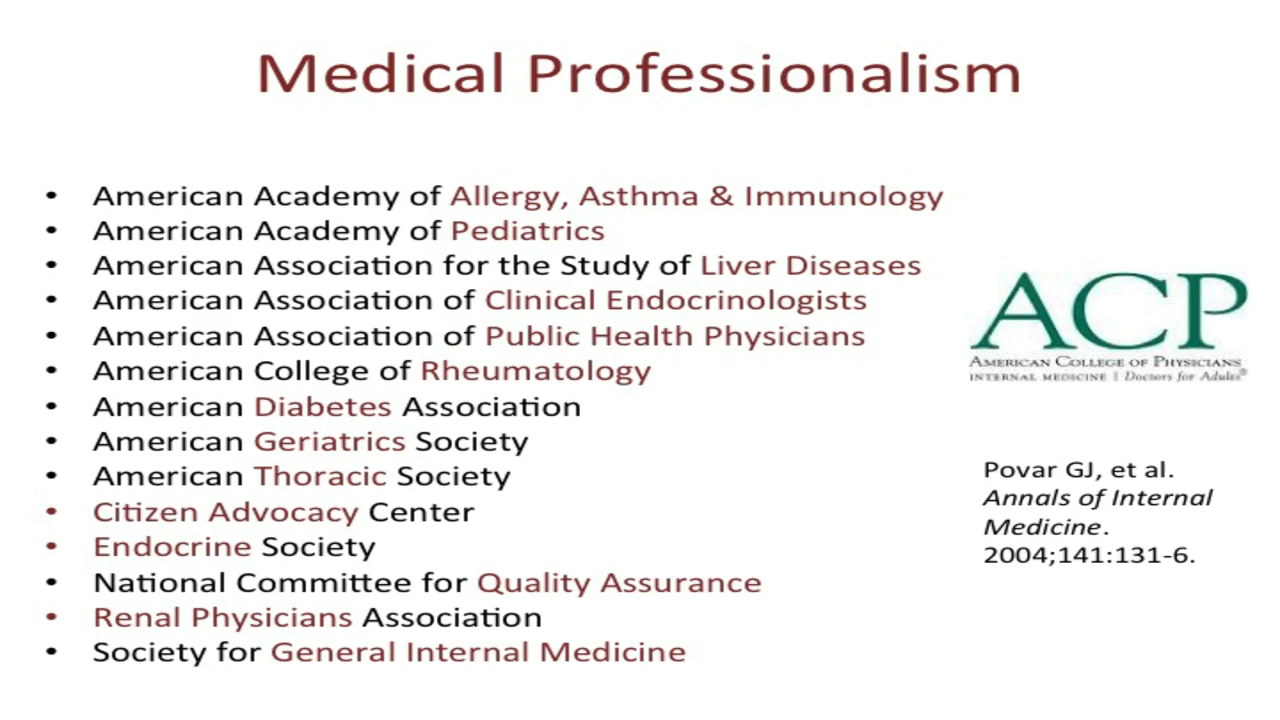 Medical Professionalism
• American Academy of Allergy, Asthma & Immunology
• American Academy of Pediatrics
• American Association for the Study of Liver Diseases
• American Association of Clinical Endocrinologists
• American Association of Public Health Physicians
• American College of Rheumatology
• American Diabetes Association
• American Geriatrics Society
• American Thoracic Society
• Citizen Advocacy Center
• Endocrine Society
• National Committee for Quality Assurance
• Renal Physicians Association
• Society for General Internal Medicine
ACP
AMERICAN COLLEGE OF PHYSICIANS
INTERNAL MEDICINE | Doctors for Adults®
Povar GJ, et al.
Annals of Internal
Medicine.
2004;141:131-6.